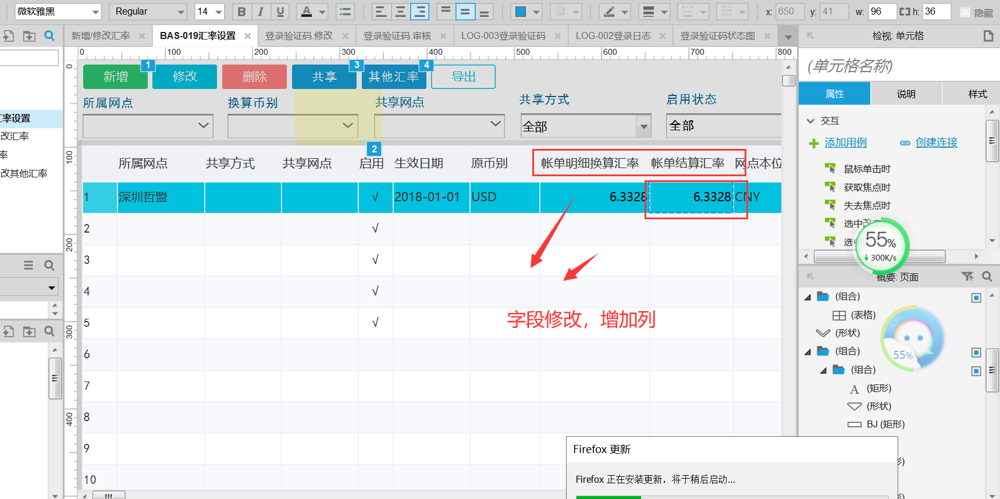 微软雅黑 Regular 14 B I U A x: 650 y: 41 w: 96 h: 36 隐藏
新增/修改汇率 BAS-019汇率设置 登录验证码.修改 登录验证码.审核 LOG-003登录验证码 LOG-002登录日志 登录验证码状态图 检视: 单元格
0 100 200 300 400 500 600 700 800
(单元格名称)
新增 1 修改 删除 共享 3 其他汇率 4 导出
属性 说明 样式
所属网点 换算币别 共享网点 共享方式 启用状态
全部 全部
汇率设置
改汇率
率
改其他汇率
交互
添加用例 创建连接
2
所属网点 共享方式 共享网点 启用 生效日期 原币别 帐单明细换算汇率 帐单结算汇率 网点本位
1 深圳哲盟 √ 2018-01-01 USD 6.3328 6.3328 CNY
2 √
3 √
4 √
5 √
6
7
8
9
10
0
100
200
300
400
字段修改，增加列
鼠标单击时
获取焦点时
失去焦点时
选中改变时
选中
55%
300K/s
概要: 页面
(组合)
(表格)
(形状)
(组合)
(组合)
A (矩形)
(形状)
BJ (矩形)
55%
形)
形)
Firefox 更新
Firefox 正在安装更新，将于稍后启动...